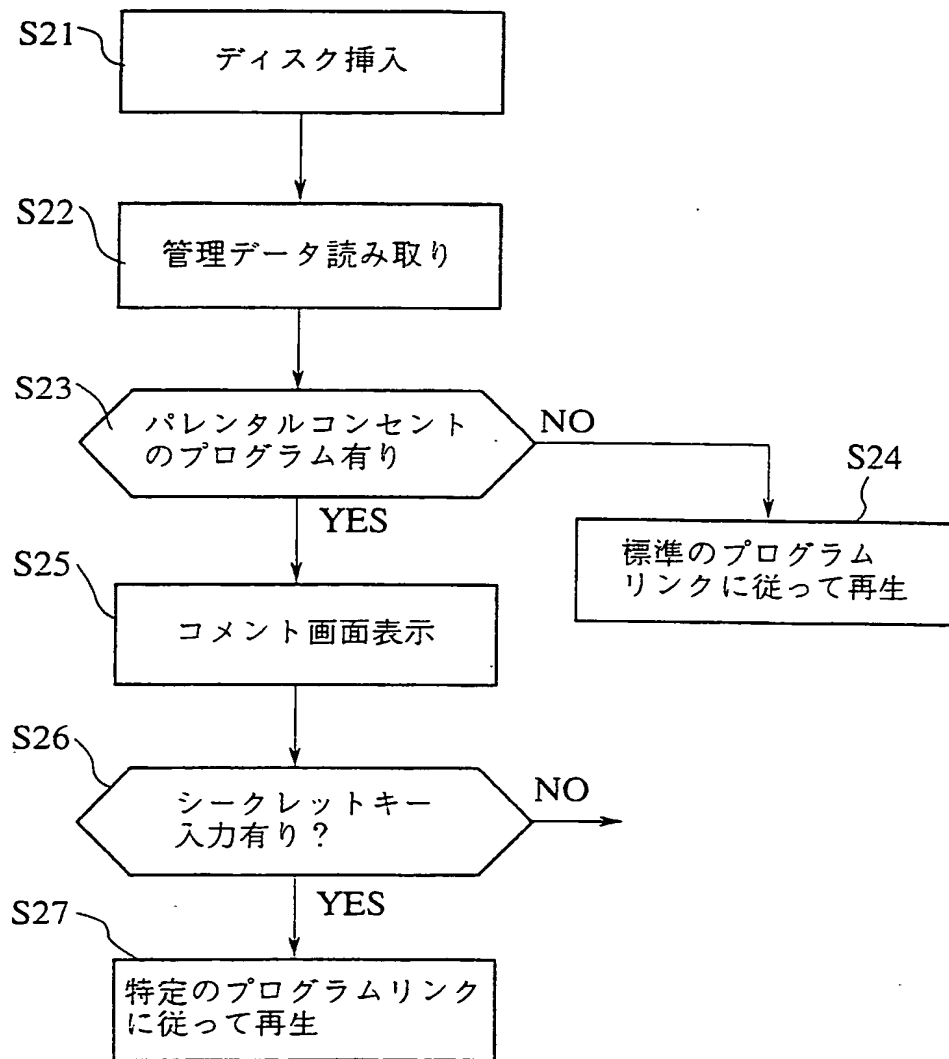 S21
ディスク挿入
S22
管理データ読み取り
S23
パレンタルコンセント
のプログラム有り
NO
YES
S24
標準のプログラム
リンクに従って再生
S25
コメント画面表示
S26
シークレットキー
入力有り?
NO
YES
S27
特定のプログラムリンク
に従って再生